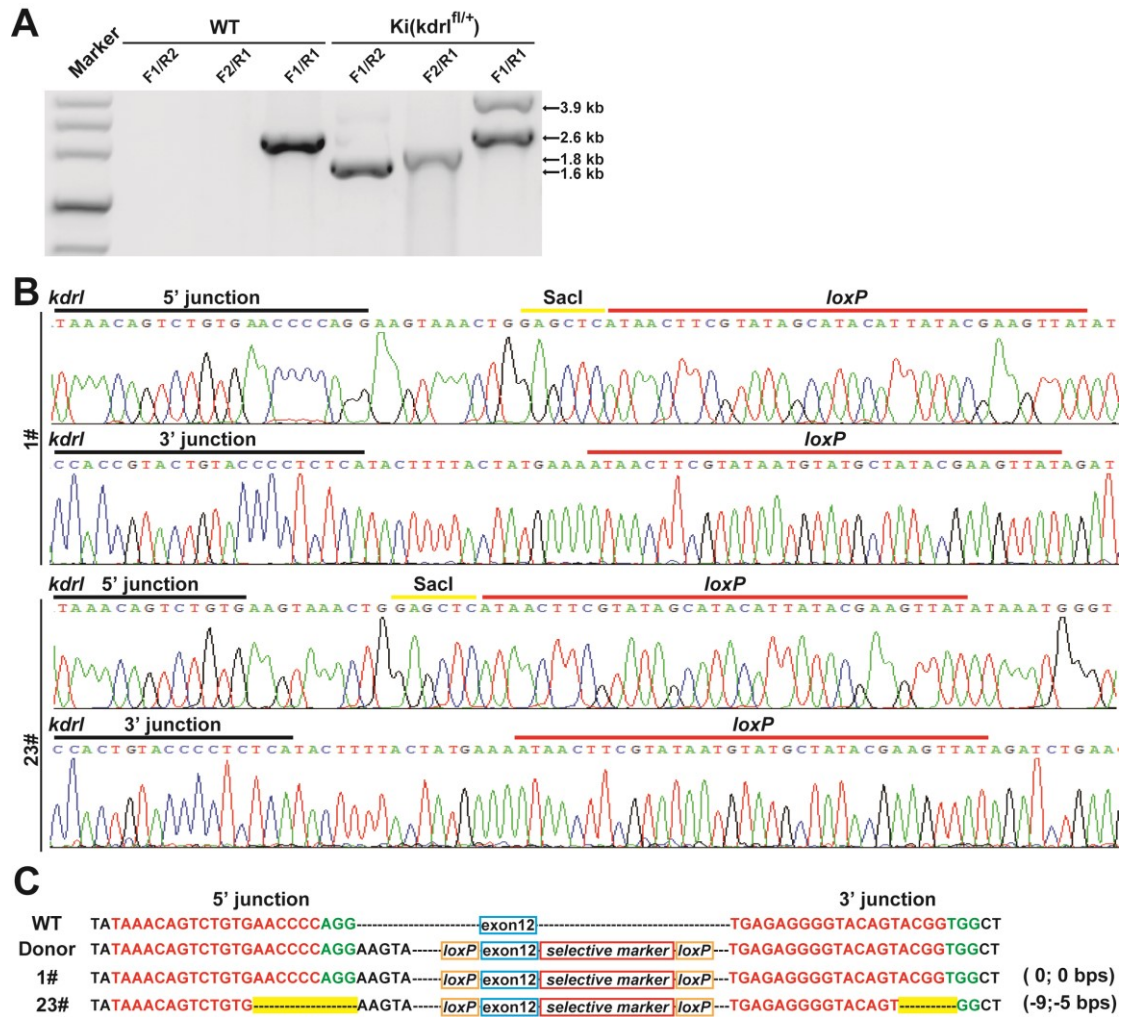 A
WT Ki(kdrl^fl/+)
Marker F1/R2 F2/R1 F1/R1 F1/R2 F2/R1 F1/R1
←3.9 kb
←2.6 kb
←1.8 kb
←1.6 kb
B
kdrl 5’ junction SacI loxP
TAAACAGTCTGTGAACCCCAGGAAGTAAACTGGAGCTCATAACTTCGTATAGCATACATTATACGAAGTTATAT
1#
kdrl 3’ junction loxP
CCACCGTACTGTACCCCTCTCATACTTTTACTATGAAAATAACTTCGTATAATGTATGCTATACGAAGTTATAGAT
kdrl 5’ junction SacI loxP
TAAACAGTCTGTGAAGTAAACTGGAGCTCATAACTTCGTATAGCATACATTATACGAAGTTATATAAATGGGT
23#
kdrl 3’ junction loxP
CCACTGTACCCCTCTCATACTTTTACTATGAAAATAACTTCGTATAATGTATGCTATACGAAGTTATAGATCTGAA
C
5’ junction 3’ junction
WT TATAAACAGTCTGTGAACCCCAGG-----------------exon12--------------------------TGAGAGGGGTACAGTACGGTGGCT
Donor TATAAACAGTCTGTGAACCCCAGGAAGTA-----loxP exon12 selective marker loxP---TGAGAGGGGTACAGTACGGTGGCT
1# TATAAACAGTCTGTGAACCCCAGGAAGTA-----loxP exon12 selective marker loxP---TGAGAGGGGTACAGTACGGTGGCT ( 0; 0 bps)
23# TATAAACAGTCTGTG----------------AAGTA-----loxP exon12 selective marker loxP---TGAGAGGGGTACAGT---------GGCT (-9;-5 bps)